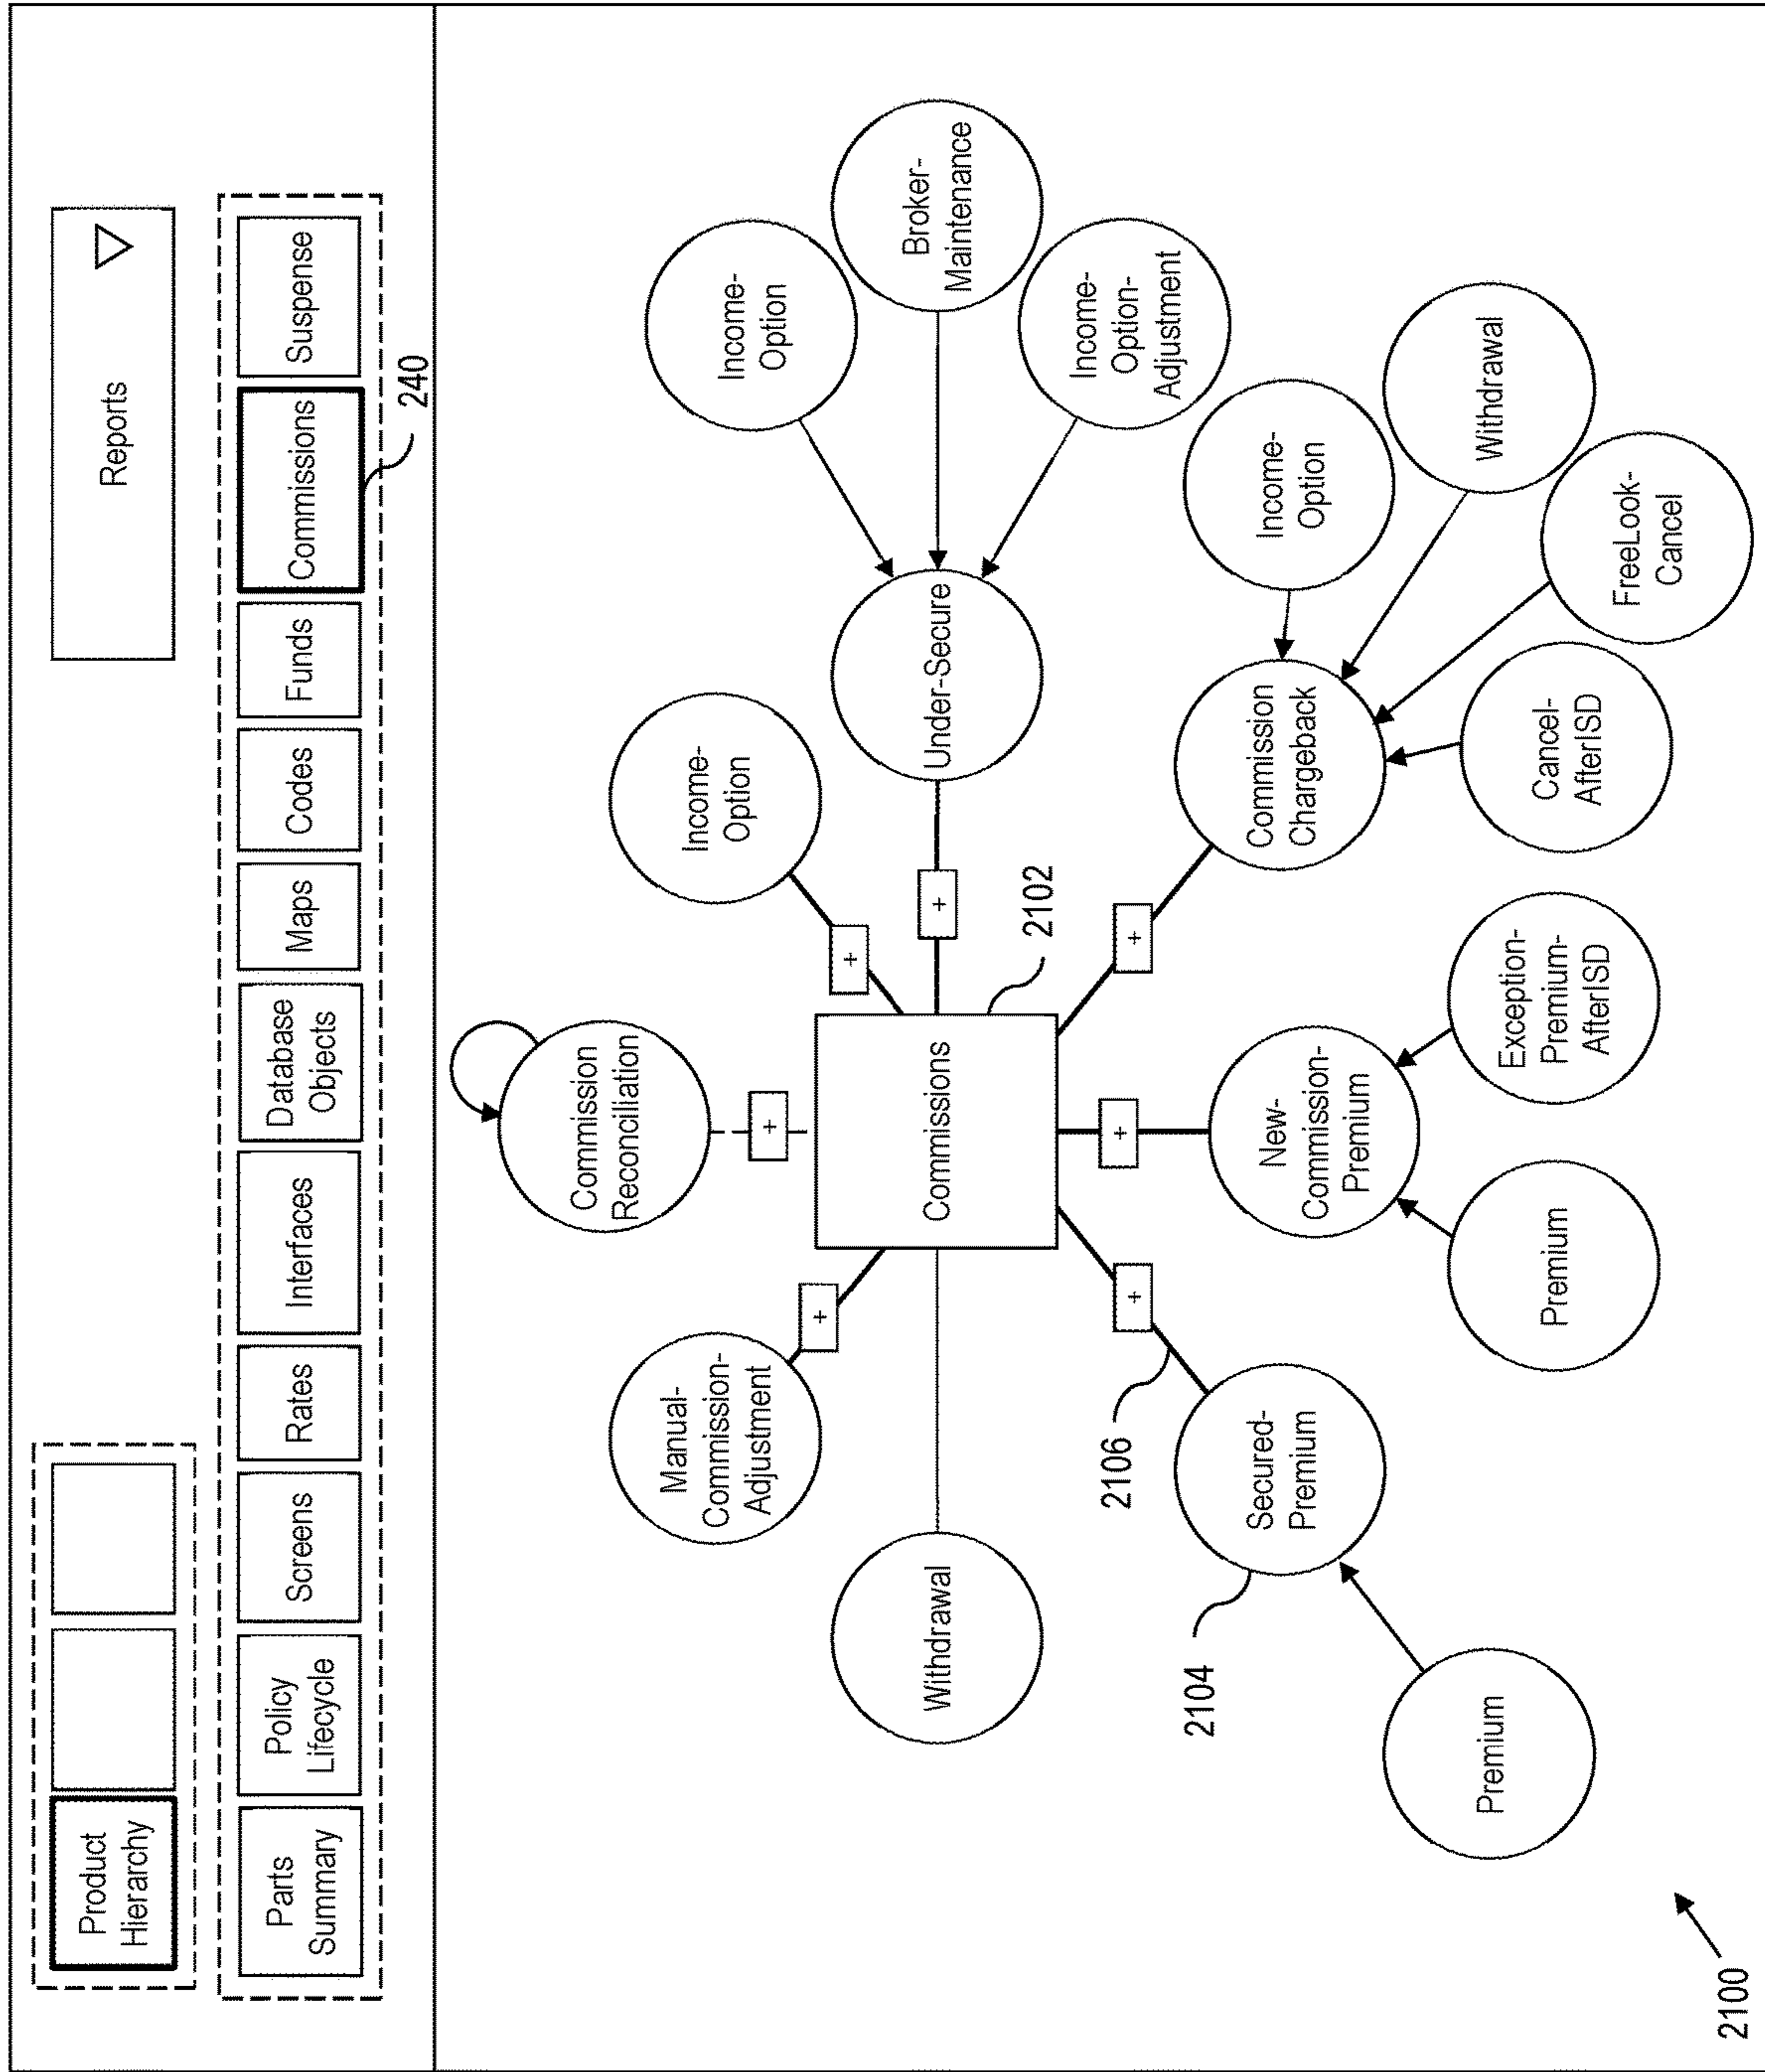 Product
Hierarchy
Reports
Parts
Summary
Policy
Lifecycle
Screens
Rates
Interfaces
Database
Objects
Maps
Codes
Funds
Commissions
Suspense
240
Commission
Reconciliation
Manual-
Commission-
Adjustment
Income-
Option
Income-
Option
Broker-
Maintenance
Income-
Option-
Adjustment
Under-Secure
Withdrawal
Commissions
2102
+
+
+
+
+
+
+
2106
2104
Secured-
Premium
New-
Commission-
Premium
Commission
Chargeback
Income-
Option
Withdrawal
FreeLook-
Cancel
Cancel-
AfterISD
Exception-
Premium-
AfterISD
Premium
Premium
2100